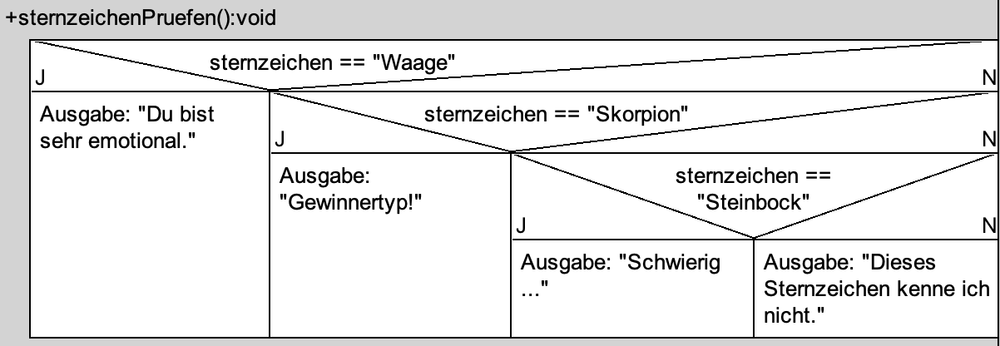 +sternzeichenPruefen():void
sternzeichen == "Waage"
J
N
Ausgabe: "Du bist
sehr emotional."
sternzeichen == "Skorpion"
J
N
Ausgabe:
"Gewinnertyp!"
sternzeichen ==
"Steinbock"
J
N
Ausgabe: "Schwierig
..."
Ausgabe: "Dieses
Sternzeichen kenne ich
nicht."